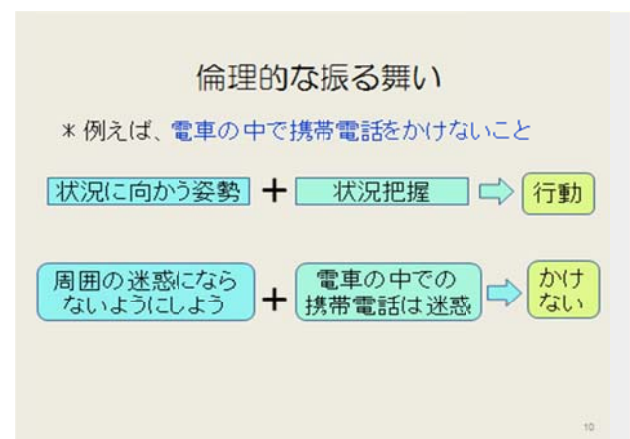 倫理的な振る舞い
＊例えば、電車の中で携帯電話をかけないこと
状況に向かう姿勢 ＋ 状況把握 行動
周囲の迷惑になら
ないようにしよう
＋
電車の中での
携帯電話は迷惑
かけ
ない
10